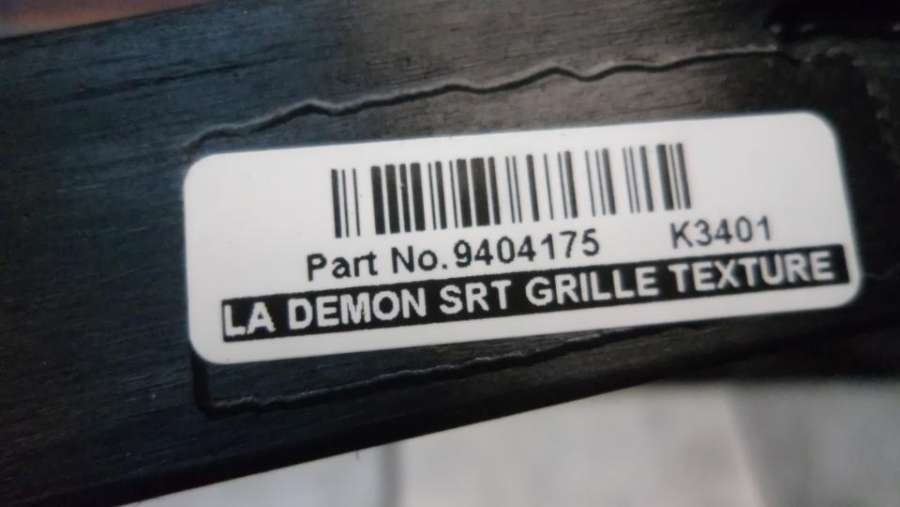 Part No.9404175 K3401
LA DEMON SRT GRILLE TEXTURE